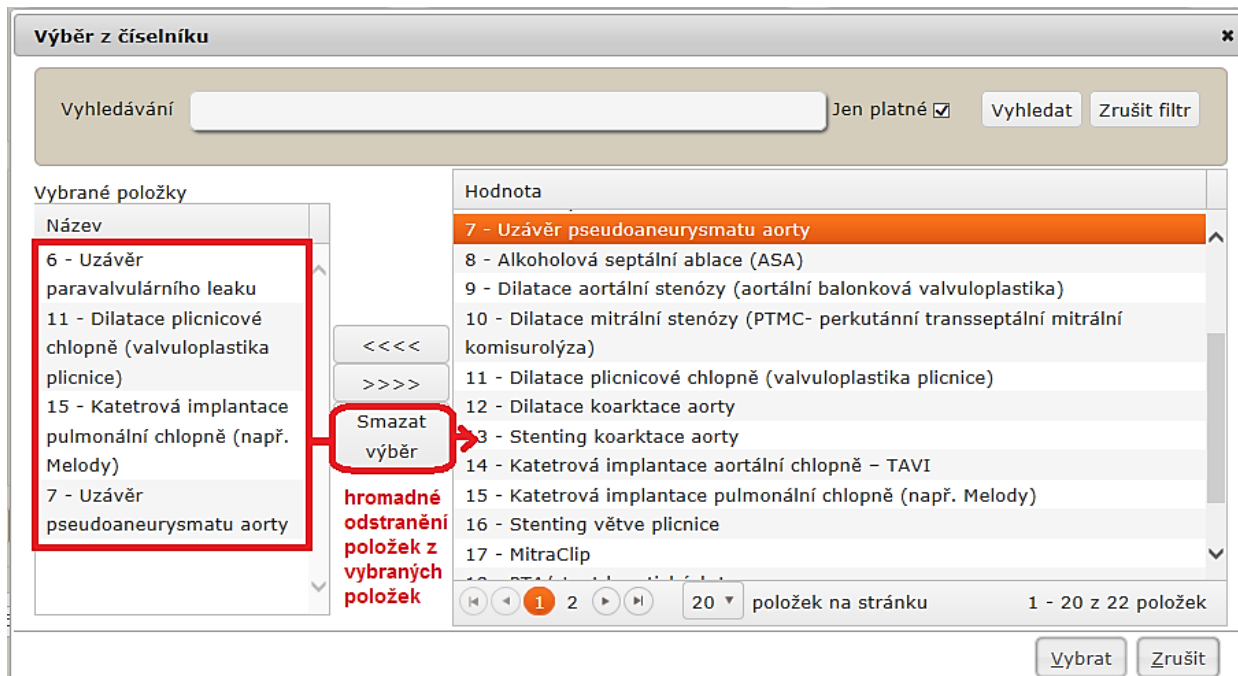 Výběr z číselníku
Vyhledávání
Jen platné
Vyhledat
Zrušit filtr
Vybrané položky
Název
6 - Uzávěr
paravalvulárního leaku
11 - Dilatace plicnicové
chlopně (valvuloplastika
plicnice)
15 - Katetrová implantace
pulmonální chlopně (např.
Melody)
7 - Uzávěr
pseudoaneurysmatu aorty
<<<<
>>>>
Smazat
výběr
hromadné
odstranění
položek z
vybraných
položek
Hodnota
7 - Uzávěr pseudoaneurysmatu aorty
8 - Alkoholová septální ablace (ASA)
9 - Dilatace aortální stenózy (aortální balonková valvuloplastika)
10 - Dilatace mitrální stenózy (PTMC- perkutánní transseptální mitrální
komisurolýza)
11 - Dilatace plicnicové chlopně (valvuloplastika plicnice)
12 - Dilatace koarktace aorty
13 - Stenting koarktace aorty
14 - Katetrová implantace aortální chlopně – TAVI
15 - Katetrová implantace pulmonální chlopně (např. Melody)
16 - Stenting větve plicnice
17 - MitraClip
1 2 20 položek na stránku 1 - 20 z 22 položek
Vybrat
Zrušit